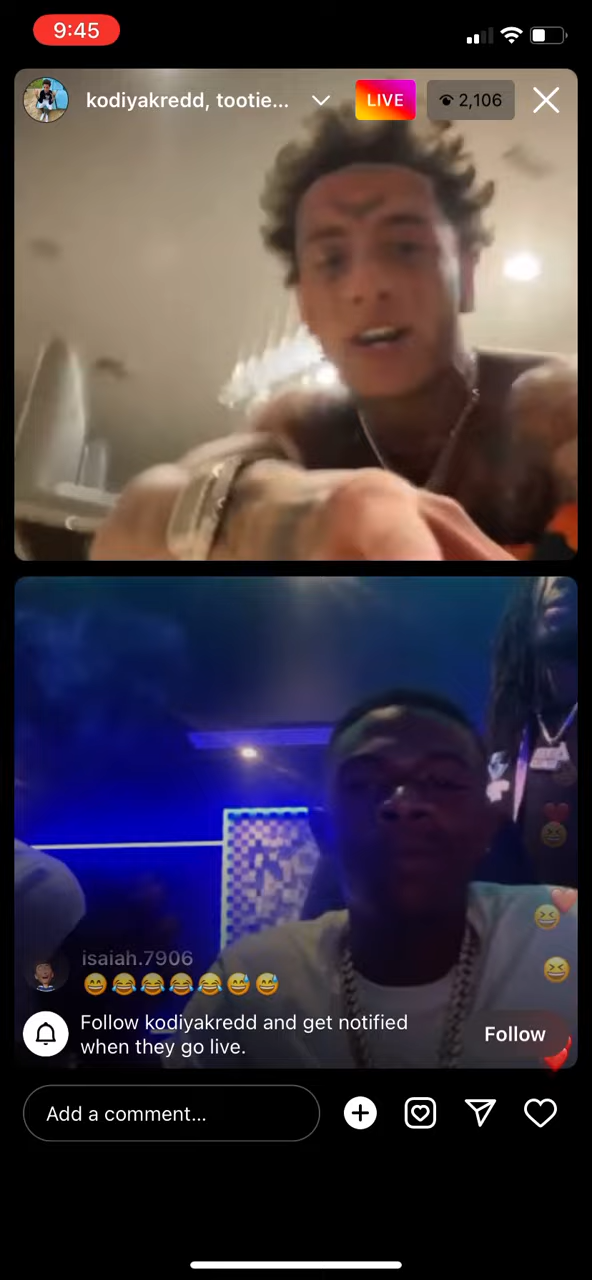 9:45
kodiyakredd, tootie...
LIVE
2,106
isaiah.7906
😁😂😂😂😂😅😅
Follow kodiyakredd and get notified
when they go live.
Follow
Add a comment...